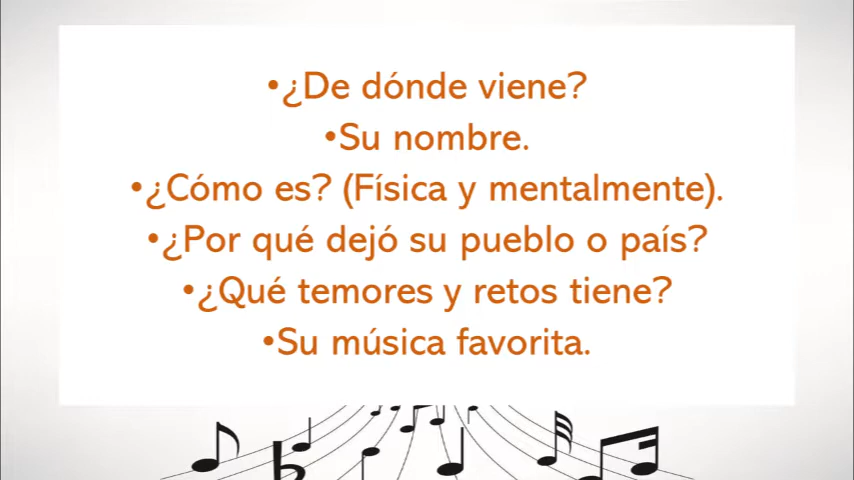 •¿De dónde viene?
•Su nombre.
•¿Cómo es? (Física y mentalmente).
•¿Por qué dejó su pueblo o país?
•¿Qué temores y retos tiene?
•Su música favorita.